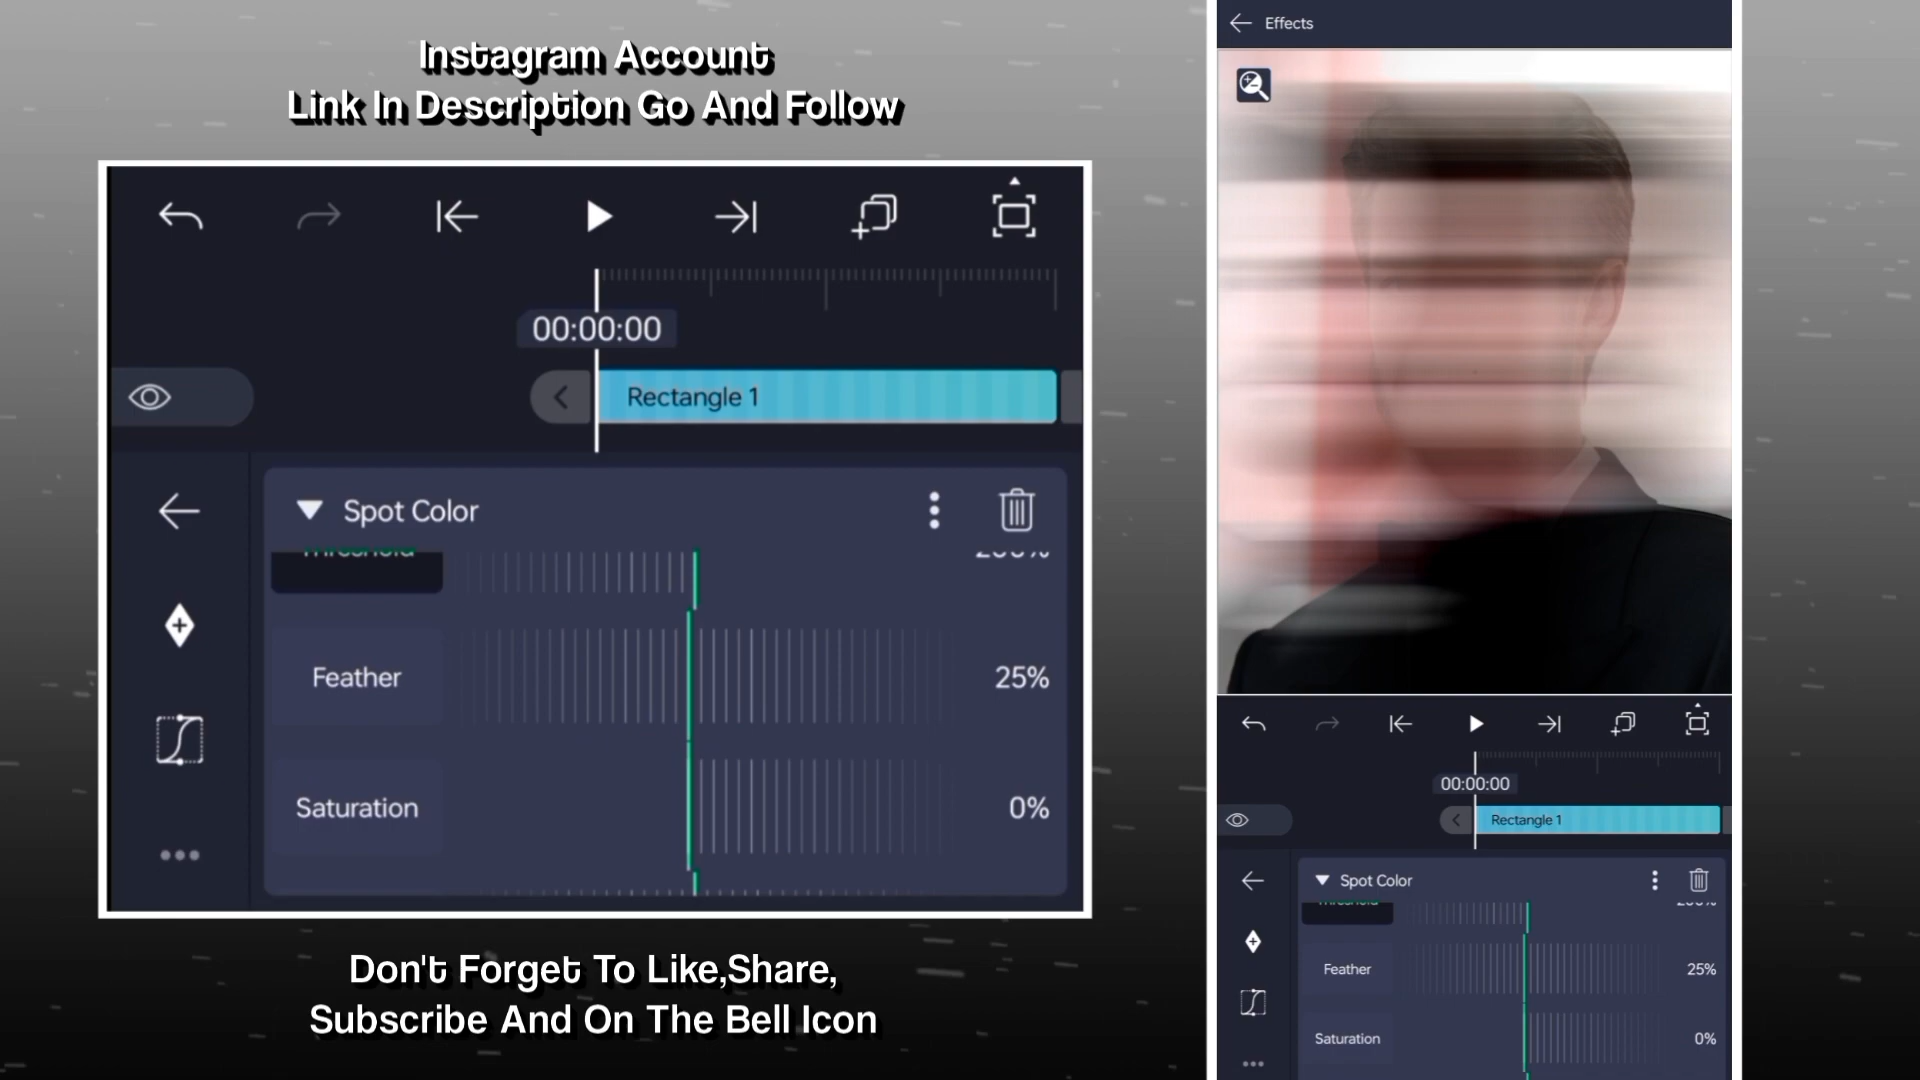 Instagram Account
Link In Description Go And Follow
00:00:00
Rectangle 1
Spot Color
Threshold
Feather
25%
Saturation
0%
Don't Forget To Like,Share,
Subscribe And On The Bell Icon
Effects
00:00:00
Rectangle 1
Spot Color
Threshold
Feather
25%
Saturation
0%